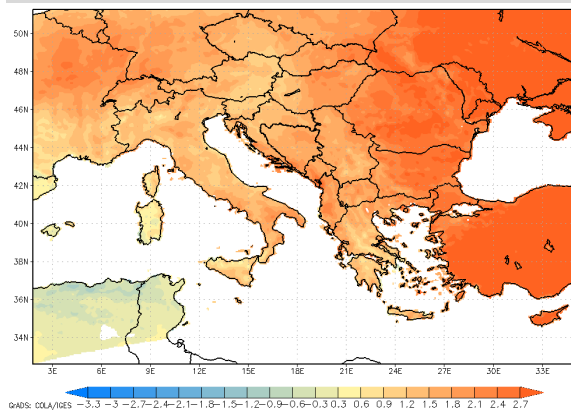 50N
48N
46N
44N
42N
40N
38N
36N
34N
3E 6E 9E 12E 15E 18E 21E 24E 27E 30E 33E
GrADS: COLA/IGES -3.3 -3 -2.7-2.4-2.1-1.8-1.5-1.2-0.9-0.6-0.3 0.3 0.6 0.9 1.2 1.5 1.8 2.1 2.4 2.7